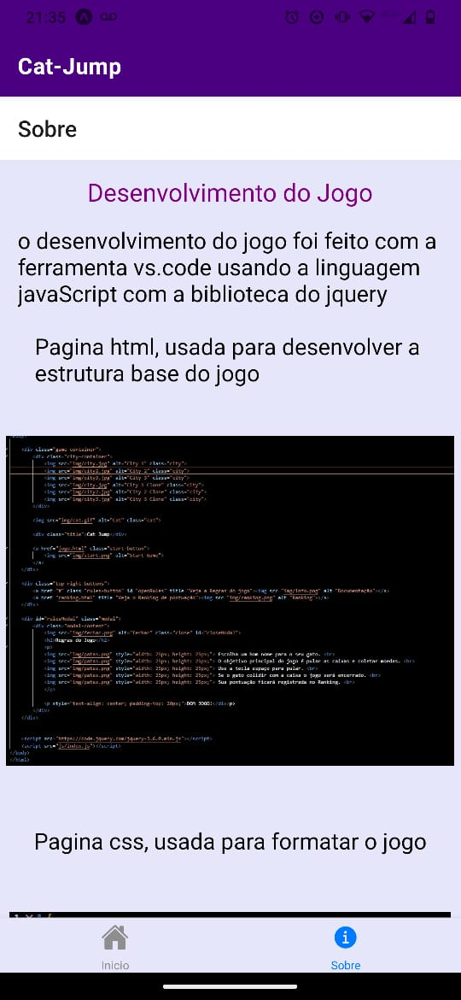 21:35
Cat-Jump
Sobre
Desenvolvimento do Jogo
o desenvolvimento do jogo foi feito com a
ferramenta vs.code usando a linguagem
javaScript com a biblioteca do jquery
Pagina html, usada para desenvolver a
estrutura base do jogo
<div class="game-container">
<div class="city-container">
<img src="img/city.jpg" alt="City 1" class="city">
<img src="img/city2.jpg" alt="City 2" class="city">
<img src="img/city3.jpg" alt="City 3" class="city">
<img src="img/city.jpg" alt="City 1 Clone" class="city">
<img src="img/city2.jpg" alt="City 2 Clone" class="city">
<img src="img/city3.jpg" alt="City 3 Clone" class="city">
</div>
<img src="img/cat.gif" alt="Cat" class="cat">
<div class="title">Cat Jump</div>
<a href="jogo.html" class="start-button">
<img src="img/start.png" alt="Start Game">
</a>
</div>
<div class="top-right-buttons">
<a href="#" class="rules-button" id="openRules" title="Veja a Regras do jogo"><img src="img/info.png" alt="Documentação"></a>
<a href="ranking.html" title="Veja o Ranking de pontuação"><img src="img/ranking.png" alt="Ranking"></a>
</div>
<div id="rulesModal" class="modal">
<div class="modal-content">
<img src="img/fechar.png" alt="Fechar" class="close" id="closeModal">
<h2>Regras do Jogo</h2>
<p>
<img src="img/patas.png" style="width: 25px; height: 25px;"> Escolha um bom nome para o seu gato. <br>
<img src="img/patas.png" style="width: 25px; height: 25px;"> O objetivo principal do jogo é pular as caixas e coletar moedas. <br>
<img src="img/patas.png" style="width: 25px; height: 25px;"> Use a tecla espaço para pular. <br>
<img src="img/patas.png" style="width: 25px; height: 25px;"> Se o gato colidir com a caixa o jogo será encerrado. <br>
<img src="img/patas.png" style="width: 25px; height: 25px;"> Sua pontuação ficará registrada no Ranking. <br>
</p>
<p style="text-align: center; padding-top: 20px;">BOM JOGO!</div>p>
</div>
</div>
<script src="https://code.jquery.com/jquery-3.6.0.min.js"></script>
<script src="js/index.js"></script>
</body>
</html>
Pagina css, usada para formatar o jogo
Inicio
Sobre